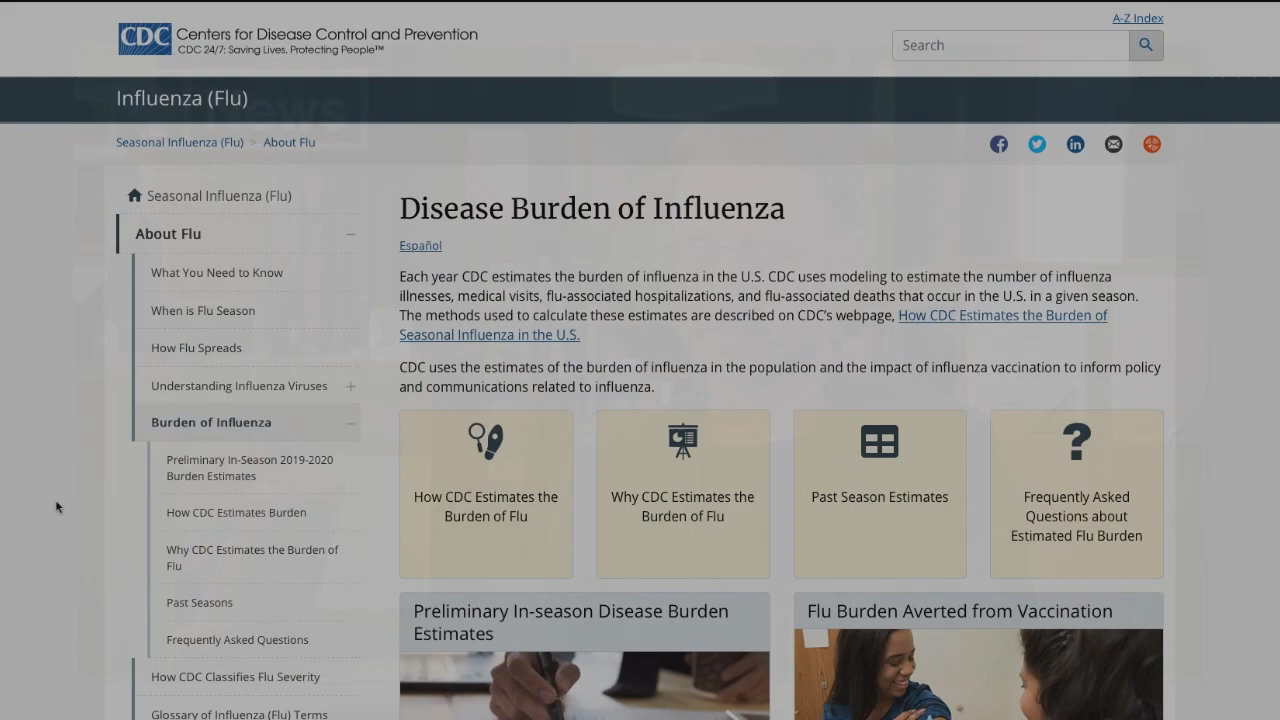 A-Z Index
CDC Centers for Disease Control and Prevention
CDC 24/7: Saving Lives, Protecting People™
Search
Influenza (Flu)
News
Seasonal Influenza (Flu) > About Flu
Seasonal Influenza (Flu)
About Flu
What You Need to Know
When is Flu Season
How Flu Spreads
Understanding Influenza Viruses
Burden of Influenza
Preliminary In-Season 2019-2020
Burden Estimates
How CDC Estimates Burden
Why CDC Estimates the Burden of
Flu
Past Seasons
Frequently Asked Questions
How CDC Classifies Flu Severity
Glossary of Influenza (Flu) Terms
Disease Burden of Influenza
Español
Each year CDC estimates the burden of influenza in the U.S. CDC uses modeling to estimate the number of influenza
illnesses, medical visits, flu-associated hospitalizations, and flu-associated deaths that occur in the U.S. in a given season.
The methods used to calculate these estimates are described on CDC's webpage, How CDC Estimates the Burden of
Seasonal Influenza in the U.S.
CDC uses the estimates of the burden of influenza in the population and the impact of influenza vaccination to inform policy
and communications related to influenza.
How CDC Estimates the
Burden of Flu
Why CDC Estimates the
Burden of Flu
Past Season Estimates
Frequently Asked
Questions about
Estimated Flu Burden
Preliminary In-season Disease Burden
Estimates
Flu Burden Averted from Vaccination